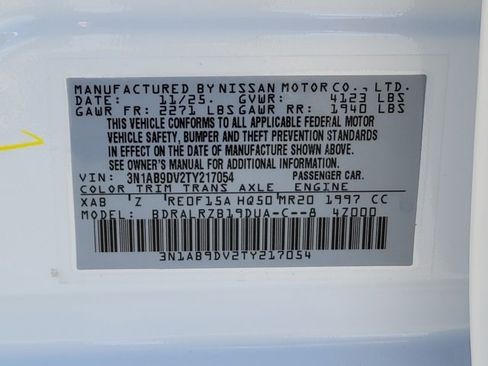 MANUFACTURED BY NISSAN MOTOR CO., LTD.
DATE: 11/25. GVWR: 4123 LBS
GAWR FR: 2271 LBS GAWR RR: 1940 LBS
THIS VEHICLE CONFORMS TO ALL APPLICABLE FEDERAL MOTOR
VEHICLE SAFETY, BUMPER AND THEFT PREVENTION STANDARDS
IN EFFECT ON THE DATE OF MANUFACTURE SHOWN ABOVE.
SEE OWNER'S MANUAL FOR ADDITIONAL INFORMATION.
VIN: 3N1AB9DV2TY217054 PASSENGER CAR.
COLOR TRIM TRANS AXLE ENGINE
XAB Z RE0F15A HQ50 MR20 1997 CC
MODEL: BDRALRZB19DUA-C--8 4Z000
3N1AB9DV2TY217054